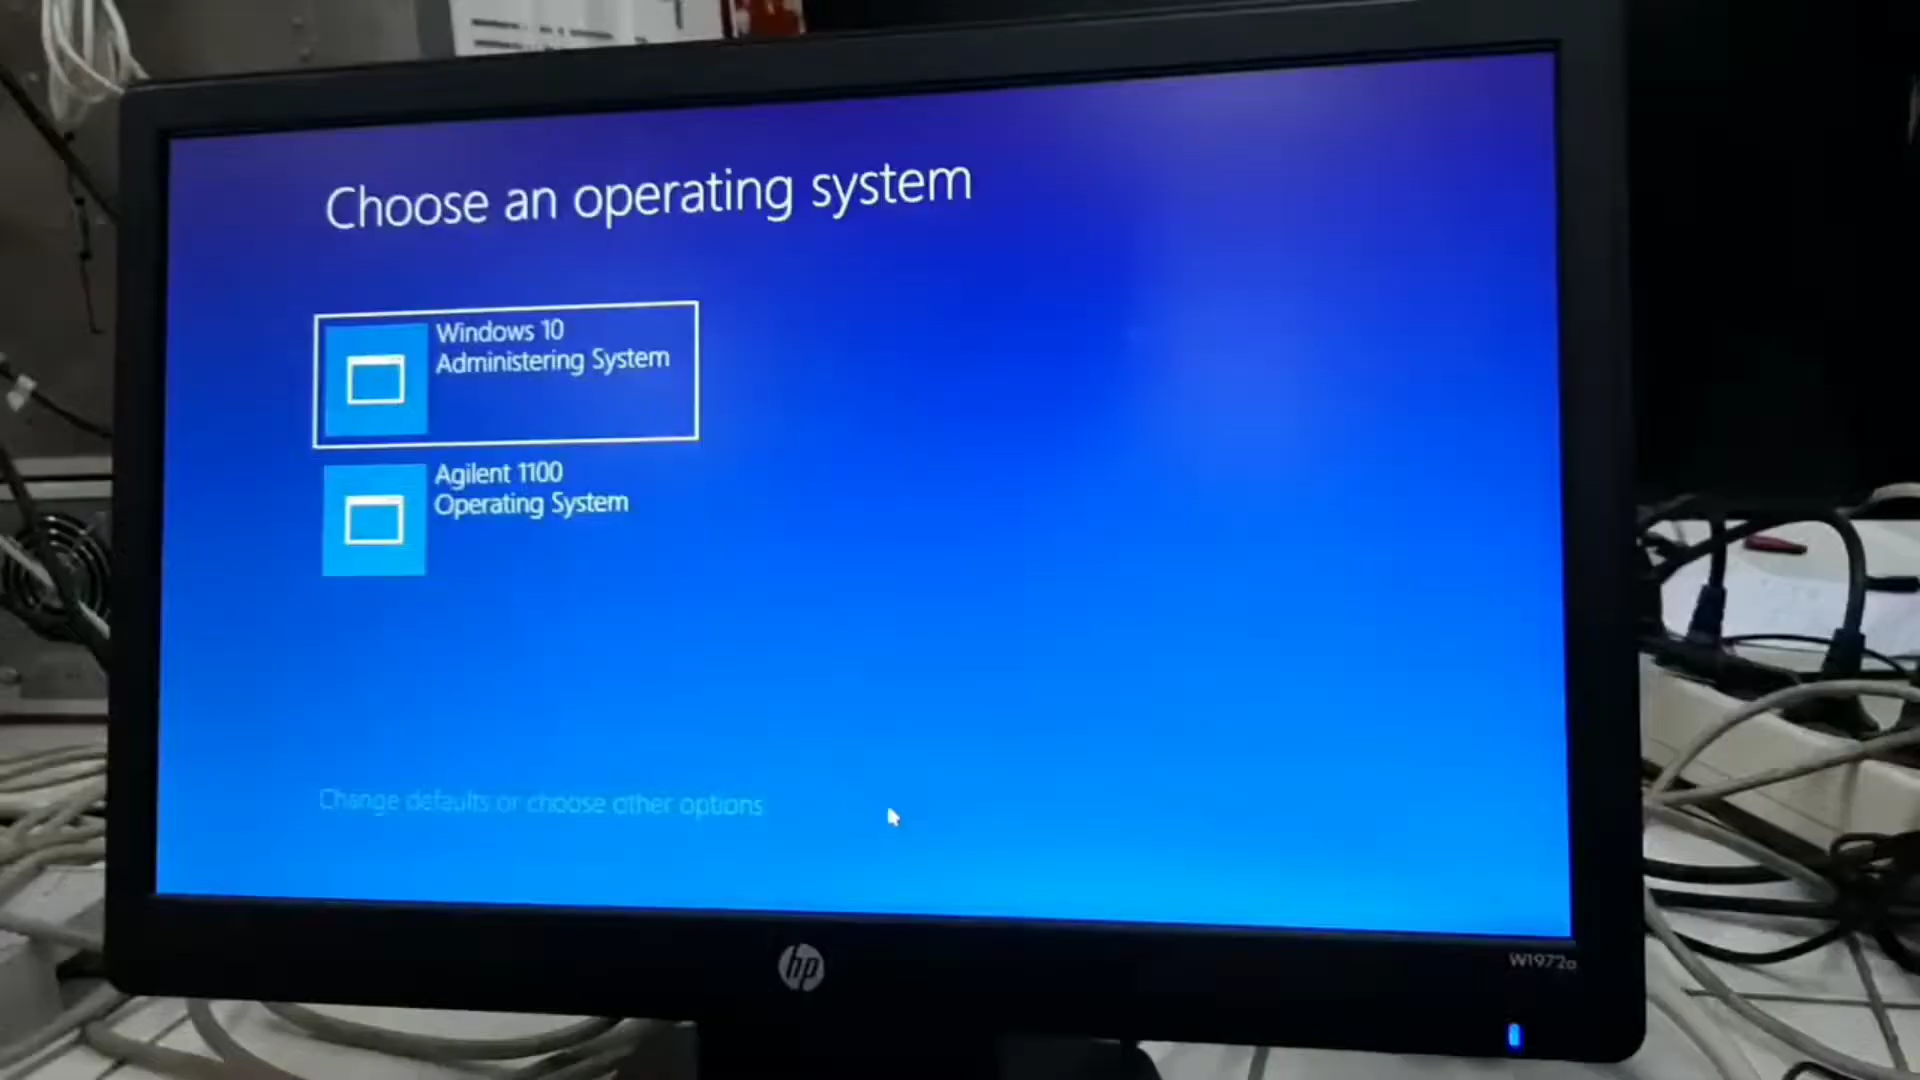 Choose an operating system
Windows 10
Administering System
Agilent 1100
Operating System
Change defaults or choose other options
hp
W1972a